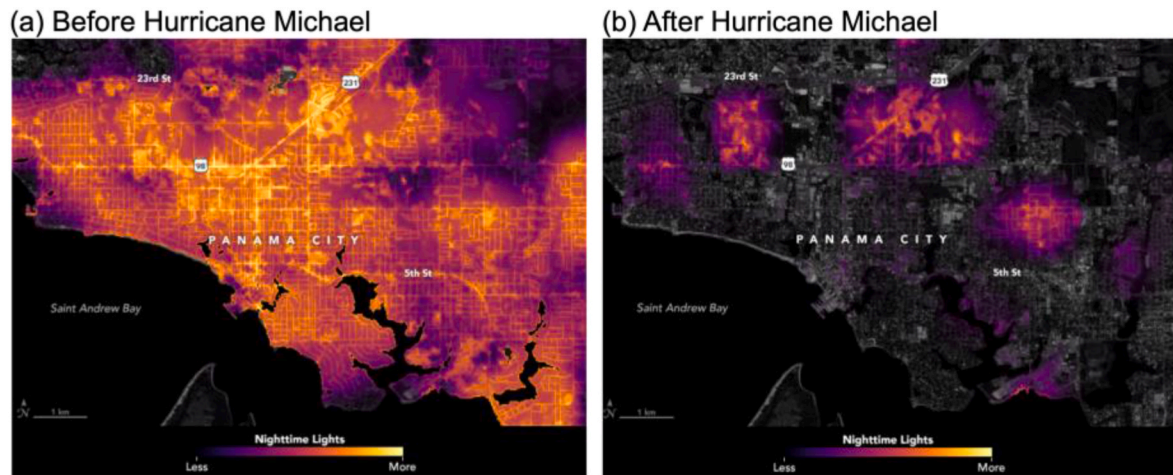 (a) Before Hurricane Michael
23rd St
231
98
PANAMA CITY
5th St
Saint Andrew Bay
N
1 km
Nighttime Lights
Less More
(b) After Hurricane Michael
23rd St
231
98
PANAMA CITY
5th St
Saint Andrew Bay
N
1 km
Nighttime Lights
Less More